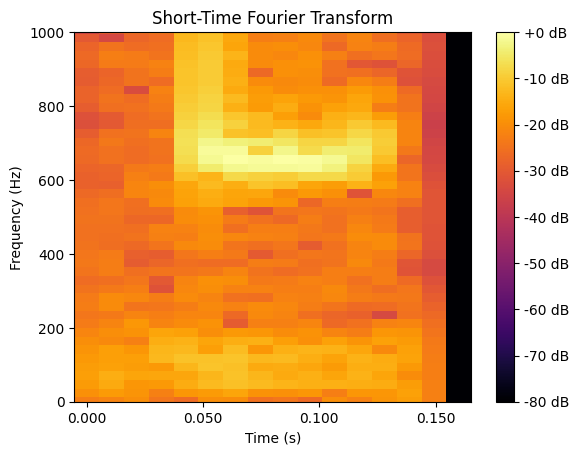 Short-Time Fourier Transform
1000
800
600
400
200
0
Frequency (Hz)
0.000
0.050
0.100
0.150
Time (s)
+0 dB
-10 dB
-20 dB
-30 dB
-40 dB
-50 dB
-60 dB
-70 dB
-80 dB